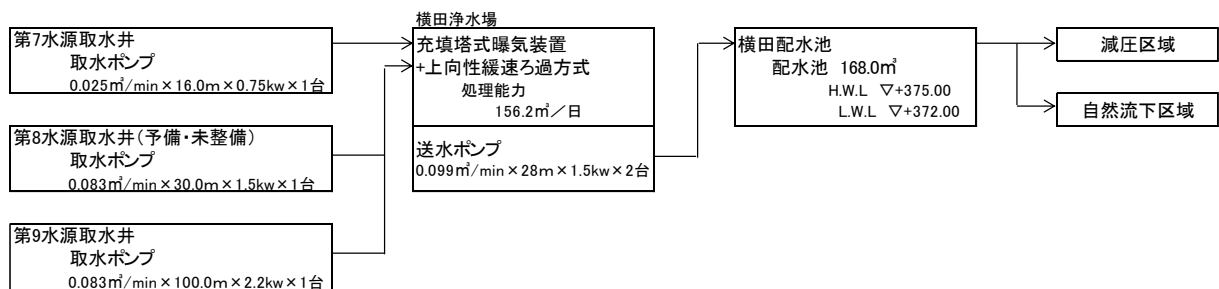 第7水源取水井
取水ポンプ
0.025㎥/min×16.0m×0.75kw×1台
第8水源取水井(予備・未整備)
取水ポンプ
0.083㎥/min×30.0m×1.5kw×1台
第9水源取水井
取水ポンプ
0.083㎥/min×100.0m×2.2kw×1台
横田浄水場
充填塔式曝気装置
+上向性緩速ろ過方式
処理能力
156.2㎥／日
送水ポンプ
0.099㎥/min×28m×1.5kw×2台
横田配水池
配水池 168.0㎥
H.W.L ▽+375.00
L.W.L ▽+372.00
減圧区域
自然流下区域